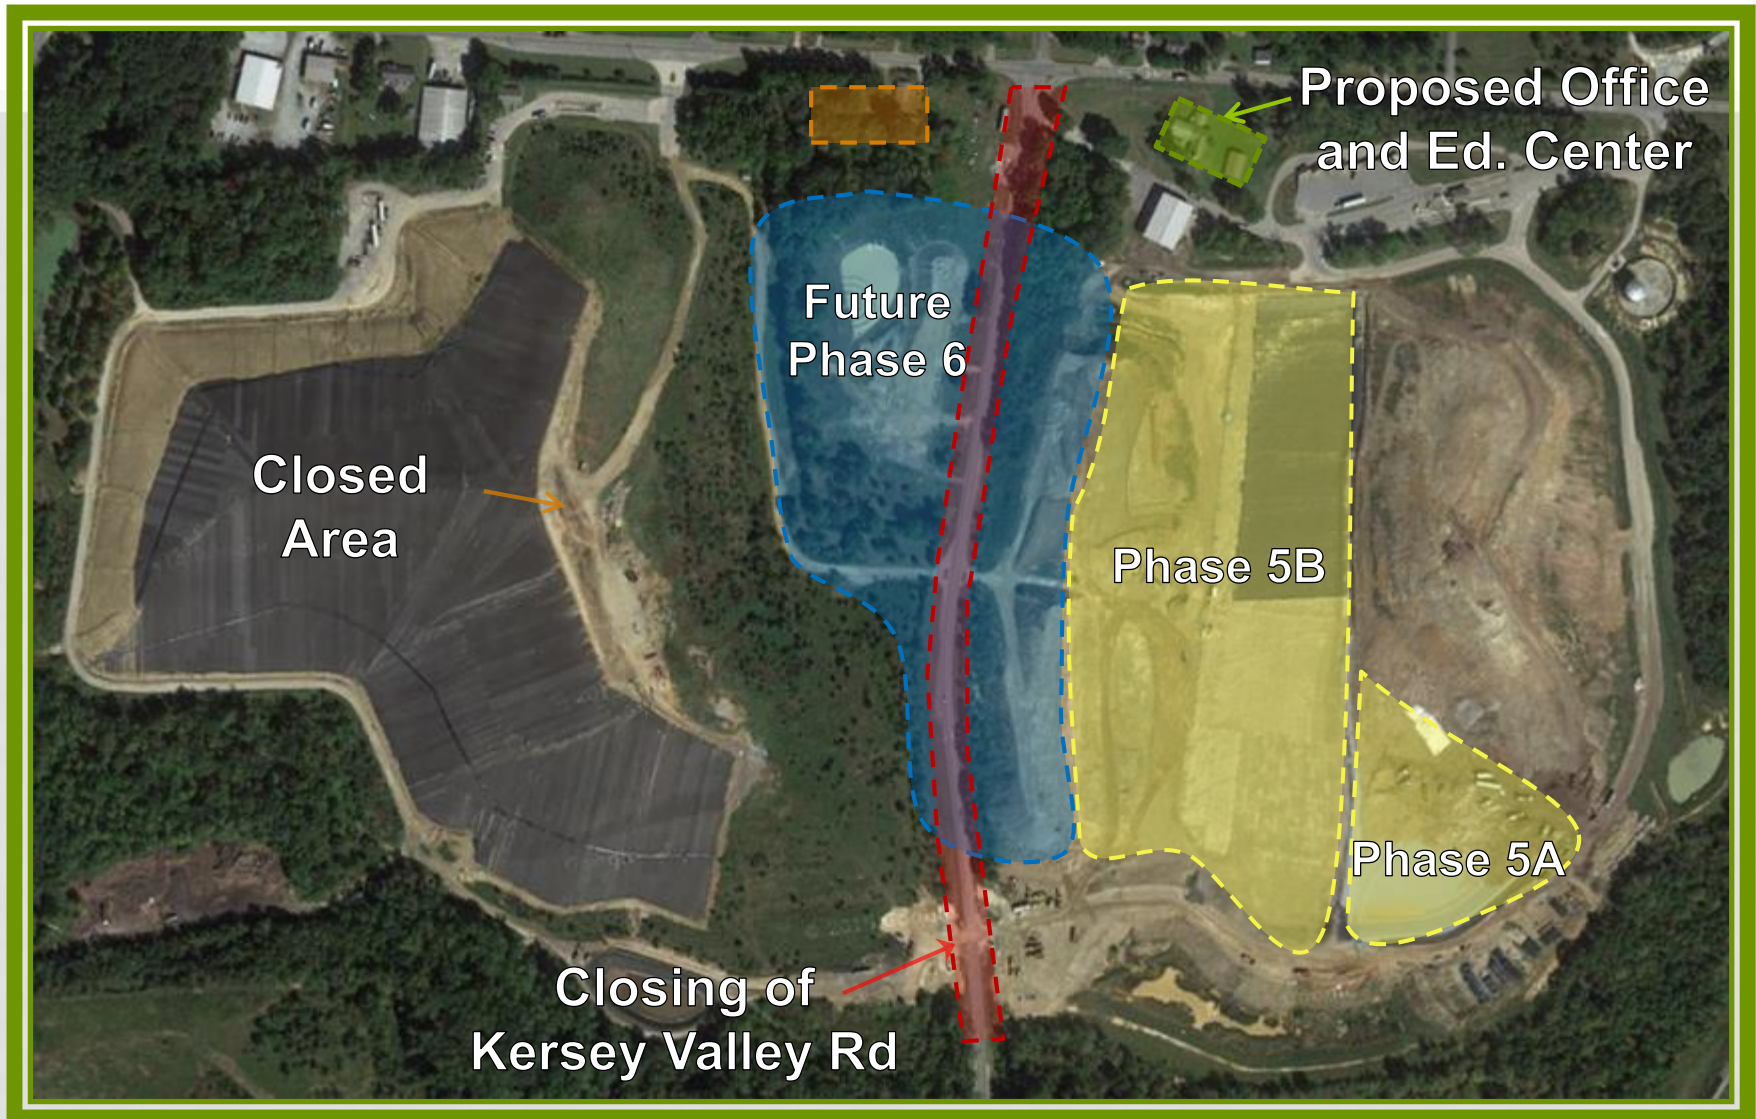 Proposed Office
and Ed. Center
Future
Phase 6
Closed
Area
Phase 5B
Phase 5A
Closing of
Kersey Valley Rd